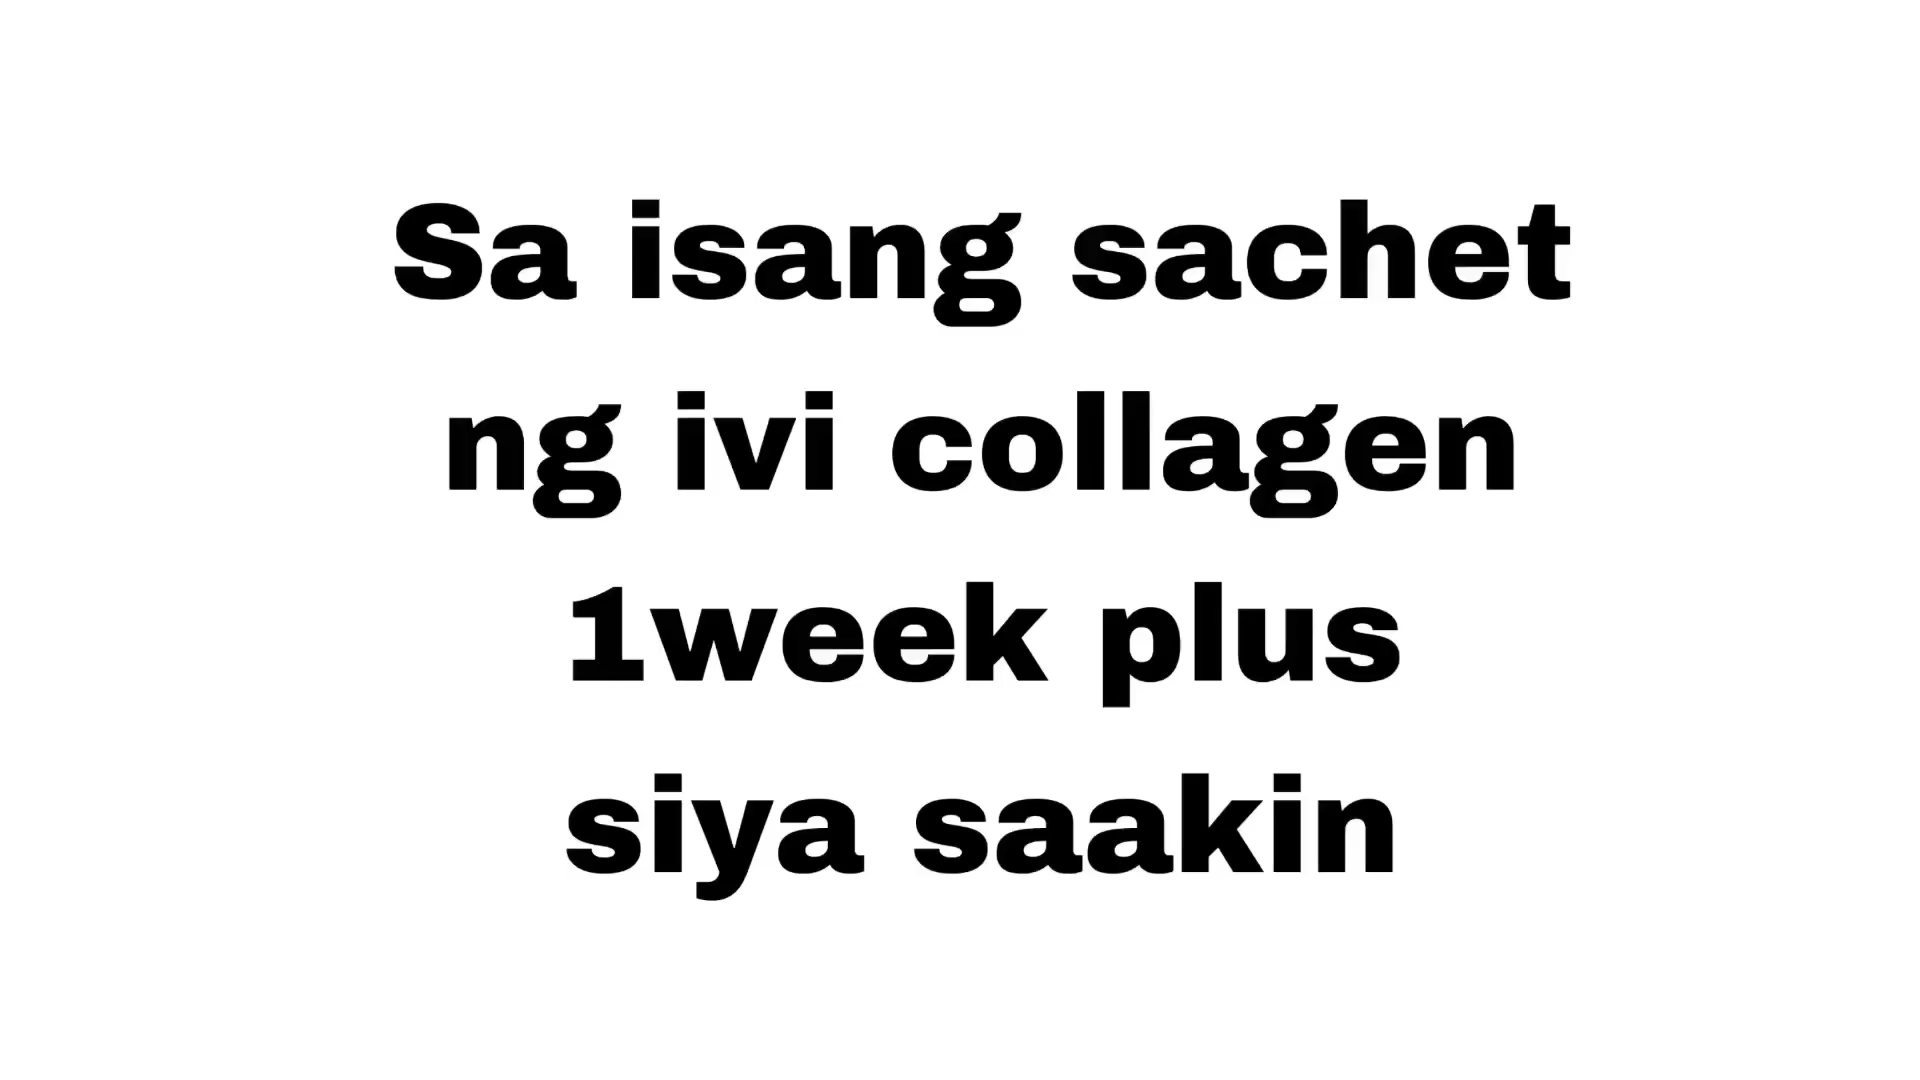 Sa isang sachet
ng ivi collagen
1week plus
siya saakin